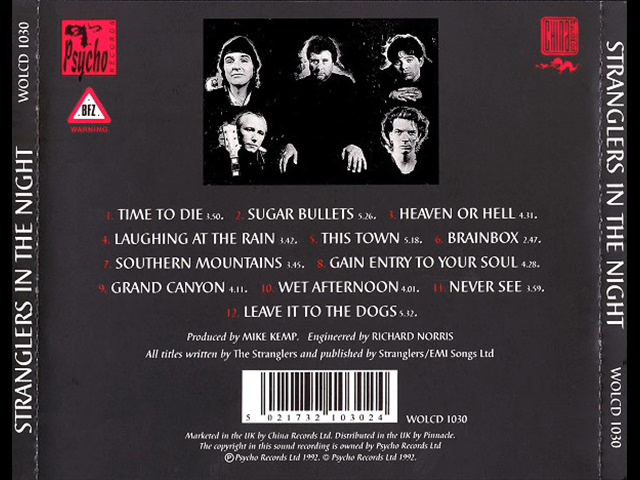 STRANGLERS IN THE NIGHT
WOLCD 1030
Psycho
RECORDS
BFZ
WARNING
CHINA
1. TIME TO DIE 3.50. 2. SUGAR BULLETS 5.26. 3. HEAVEN OR HELL 4.31.
4. LAUGHING AT THE RAIN 3.42. 5. THIS TOWN 5.18. 6. BRAINBOX 2.47.
7. SOUTHERN MOUNTAINS 3.45. 8. GAIN ENTRY TO YOUR SOUL 4.28.
9. GRAND CANYON 4.11. 10. WET AFTERNOON 4.01. 11. NEVER SEE 3.59.
12. LEAVE IT TO THE DOGS 5.32.
Produced by MIKE KEMP. Engineered by RICHARD NORRIS
All titles written by The Stranglers and published by Stranglers/EMI Songs Ltd
5 021732 103024
WOLCD 1030
Marketed in the UK by China Records Ltd. Distributed in the UK by Pinnacle.
The copyright in this sound recording is owned by Psycho Records Ltd
℗ Psycho Records Ltd 1992. © Psycho Records Ltd 1992.
STRANGLERS IN THE NIGHT
WOLCD 1030